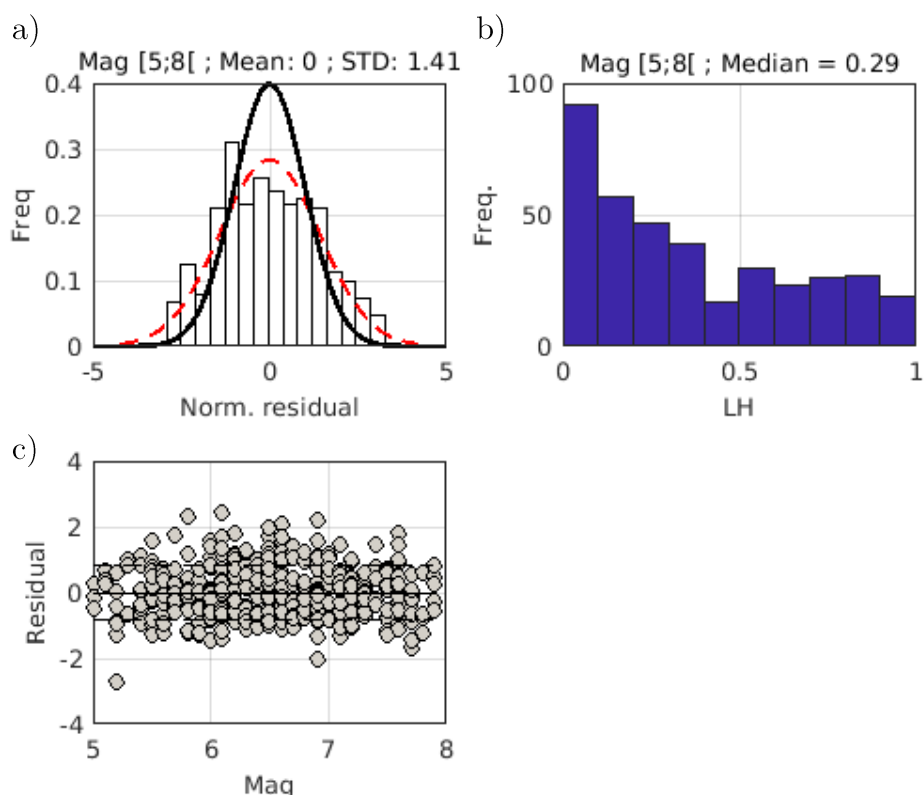 a)
Mag [5;8[ ; Mean: 0 ; STD: 1.41
0.4
0.3
0.2
0.1
0
Freq
-5
0
5
Norm. residual
b)
Mag [5;8[ ; Median = 0.29
100
50
0
Freq.
0
0.5
1
LH
c)
4
2
0
-2
-4
Residual
5
6
7
8
Mag